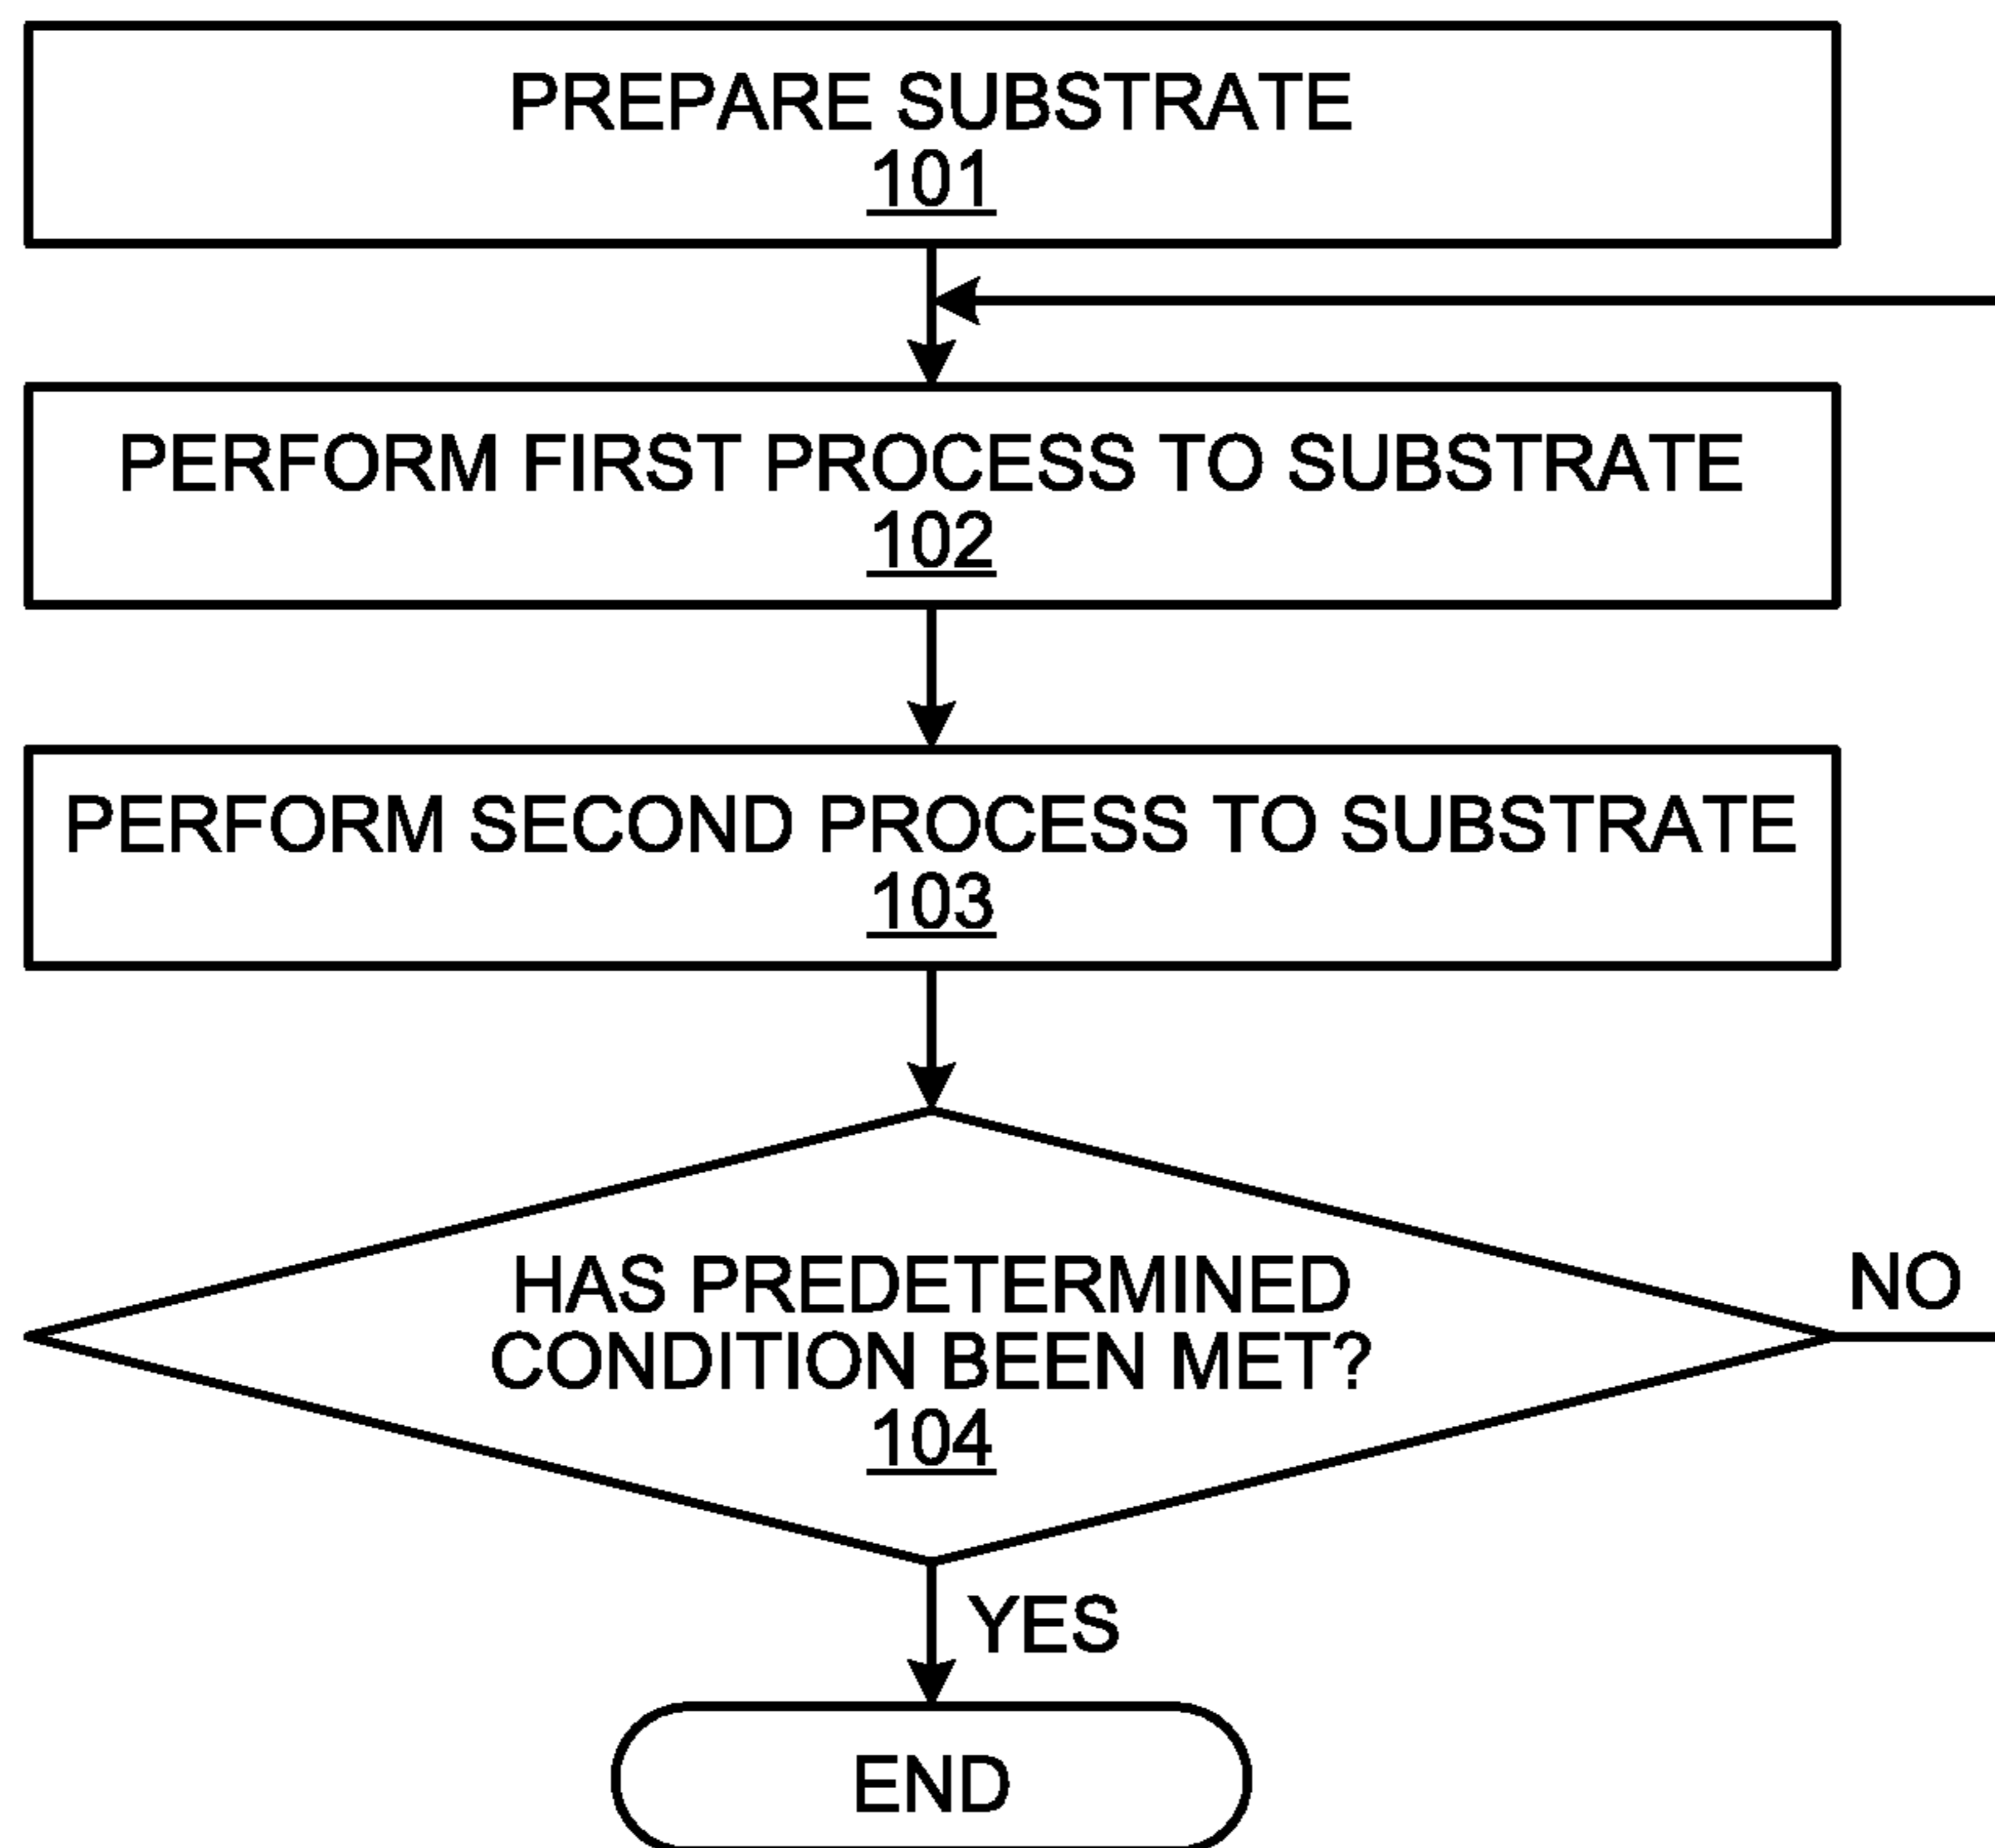 PREPARE SUBSTRATE
101
PERFORM FIRST PROCESS TO SUBSTRATE
102
PERFORM SECOND PROCESS TO SUBSTRATE
103
HAS PREDETERMINED
CONDITION BEEN MET?
104
NO
YES
END